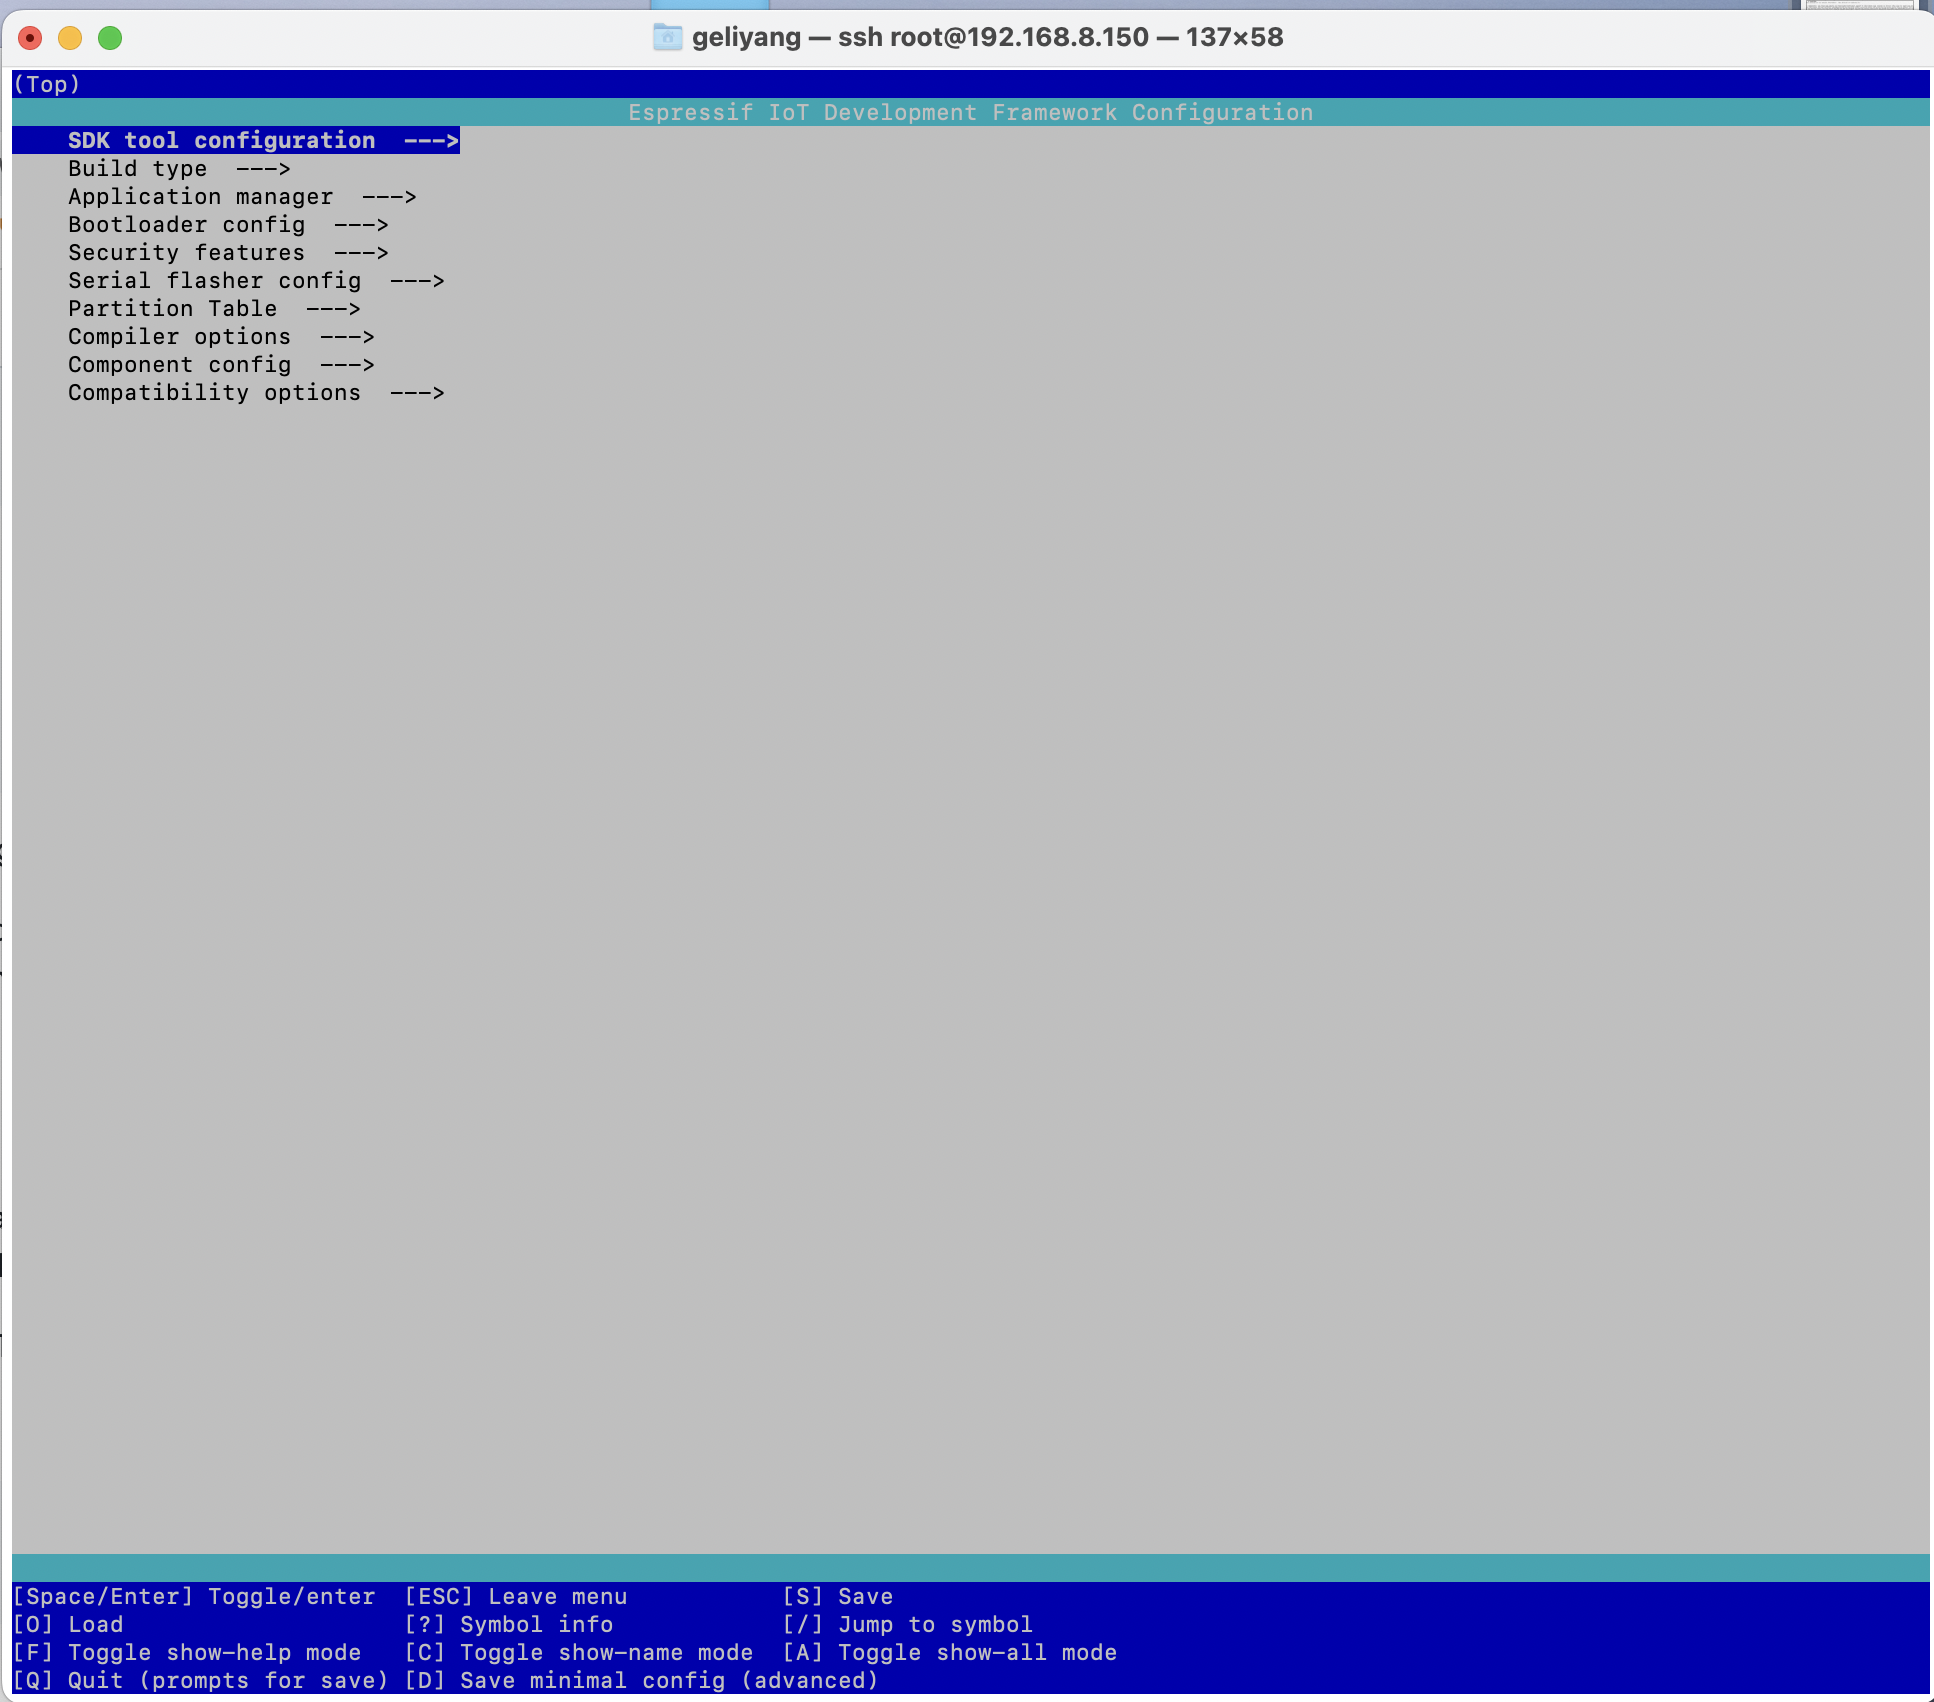 geliyang — ssh root@192.168.8.150 — 137×58
(Top)
Espressif IoT Development Framework Configuration
SDK tool configuration  --->
Build type  --->
Application manager  --->
Bootloader config  --->
Security features  --->
Serial flasher config  --->
Partition Table  --->
Compiler options  --->
Component config  --->
Compatibility options  --->
[Space/Enter] Toggle/enter  [ESC] Leave menu           [S] Save
[O] Load                    [?] Symbol info            [/] Jump to symbol
[F] Toggle show-help mode   [C] Toggle show-name mode  [A] Toggle show-all mode
[Q] Quit (prompts for save) [D] Save minimal config (advanced)